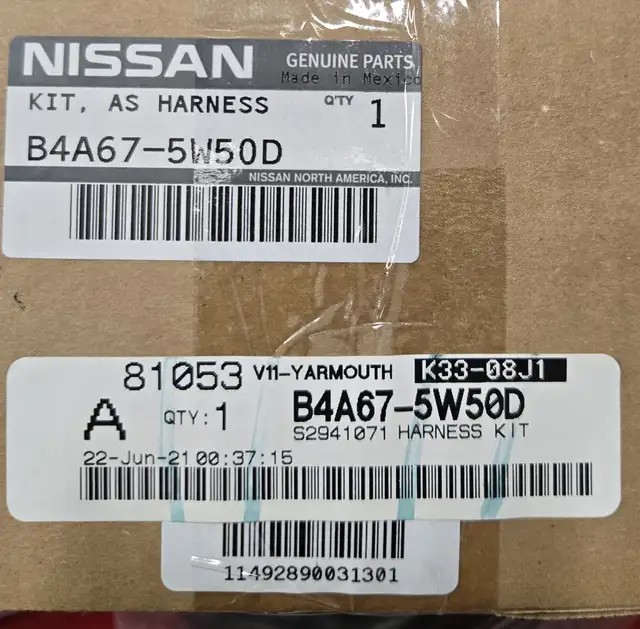 NISSAN GENUINE PARTS
Made in Mexico
KIT, AS HARNESS Q'TY 1
B4A67-5W50D
NISSAN NORTH AMERICA, INC.
81053 V11-YARMOUTH K33-08J1
A QTY: 1 B4A67-5W50D
S2941071 HARNESS KIT
22-Jun-21 00:37:15
11492890031301